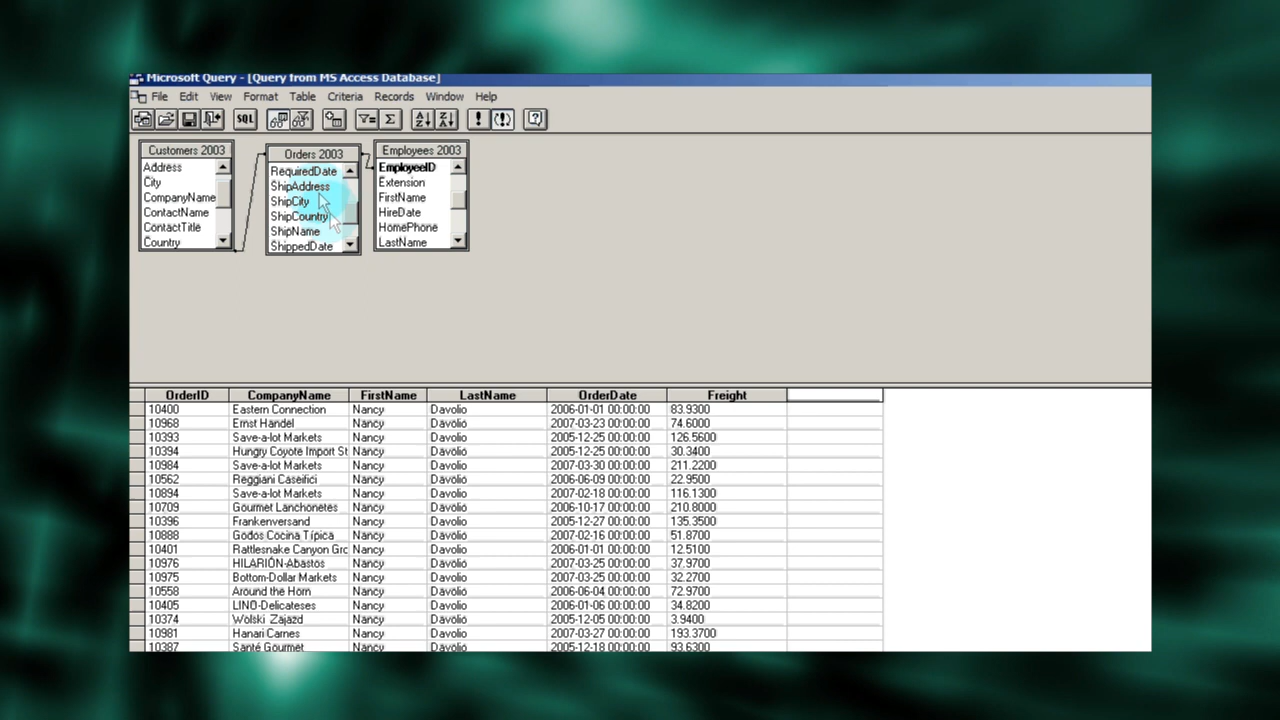 Microsoft Query - [Query from MS Access Database]
File Edit View Format Table Criteria Records Window Help
SQL
Customers 2003 Orders 2003 Employees 2003
Address RequiredDate EmployeeID
City ShipAddress Extension
CompanyName ShipCity FirstName
ContactName ShipCountry HireDate
ContactTitle ShipName HomePhone
Country ShippedDate LastName
OrderID CompanyName FirstName LastName OrderDate Freight
10400 Eastern Connection Nancy Davolio 2006-01-01 00:00:00 83.9300
10968 Ernst Handel Nancy Davolio 2007-03-23 00:00:00 74.6000
10393 Save-a-lot Markets Nancy Davolio 2005-12-25 00:00:00 126.5600
10394 Hungry Coyote Import St Nancy Davolio 2005-12-25 00:00:00 30.3400
10984 Save-a-lot Markets Nancy Davolio 2007-03-30 00:00:00 211.2200
10562 Reggiani Caseifici Nancy Davolio 2006-06-09 00:00:00 22.9500
10894 Save-a-lot Markets Nancy Davolio 2007-02-18 00:00:00 116.1300
10709 Gourmet Lanchonetes Nancy Davolio 2006-10-17 00:00:00 210.8000
10396 Frankenversand Nancy Davolio 2005-12-27 00:00:00 135.3500
10888 Godos Cocina Típica Nancy Davolio 2007-02-16 00:00:00 51.8700
10401 Rattlesnake Canyon Grc Nancy Davolio 2006-01-01 00:00:00 12.5100
10976 HILARIÓN-Abastos Nancy Davolio 2007-03-25 00:00:00 37.9700
10975 Bottom-Dollar Markets Nancy Davolio 2007-03-25 00:00:00 32.2700
10558 Around the Horn Nancy Davolio 2006-06-04 00:00:00 72.9700
10405 LINO-Delicateses Nancy Davolio 2006-01-06 00:00:00 34.8200
10374 Wolski Zajazd Nancy Davolio 2005-12-05 00:00:00 3.9400
10981 Hanari Carnes Nancy Davolio 2007-03-27 00:00:00 193.3700
10387 Santé Gourmet Nancy Davolio 2005-12-18 00:00:00 93.6300